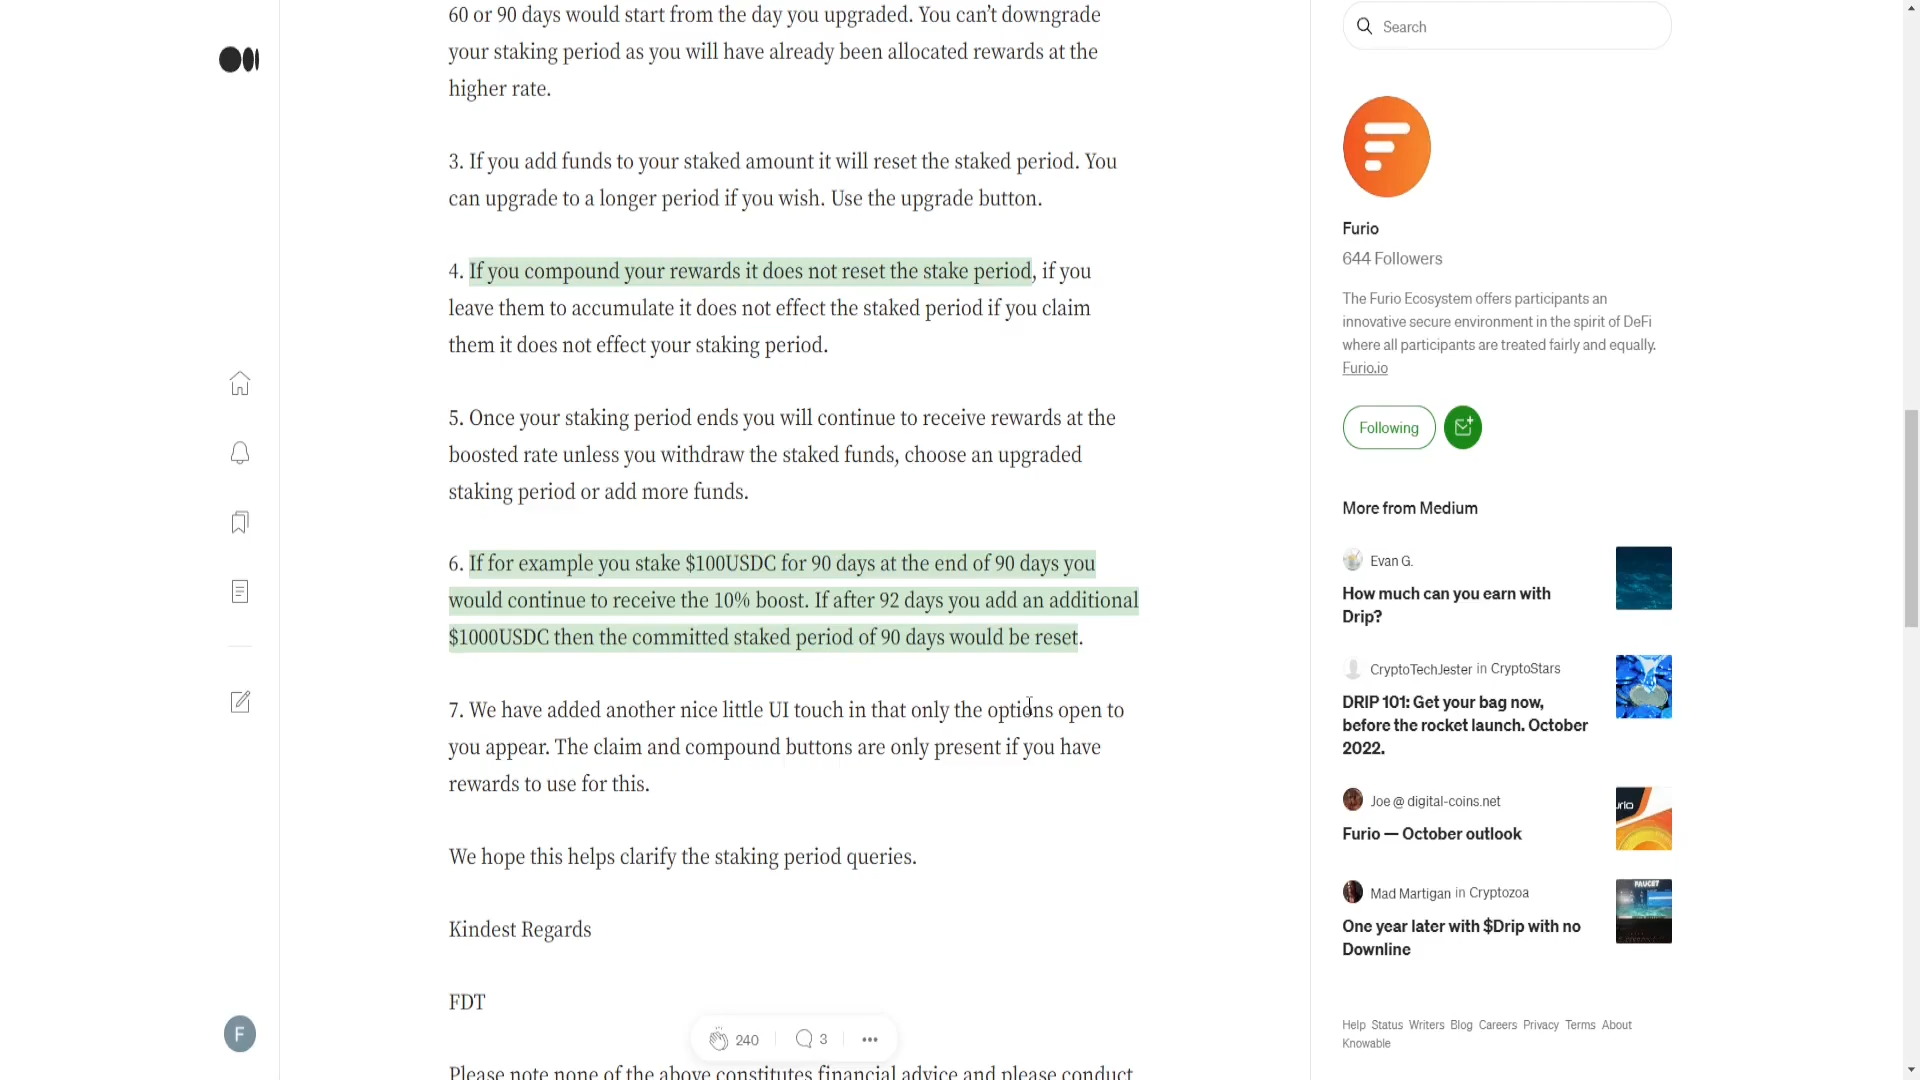 60 or 90 days would start from the day you upgraded. You can’t downgrade
your staking period as you will have already been allocated rewards at the
higher rate.
3. If you add funds to your staked amount it will reset the staked period. You
can upgrade to a longer period if you wish. Use the upgrade button.
4. If you compound your rewards it does not reset the stake period, if you
leave them to accumulate it does not effect the staked period if you claim
them it does not effect your staking period.
5. Once your staking period ends you will continue to receive rewards at the
boosted rate unless you withdraw the staked funds, choose an upgraded
staking period or add more funds.
6. If for example you stake $100USDC for 90 days at the end of 90 days you
would continue to receive the 10% boost. If after 92 days you add an additional
$1000USDC then the committed staked period of 90 days would be reset.
7. We have added another nice little UI touch in that only the options open to
you appear. The claim and compound buttons are only present if you have
rewards to use for this.
We hope this helps clarify the staking period queries.
Kindest Regards
FDT
240
3
Please note none of the above constitutes financial advice and please conduct
F
Search
Furio
644 Followers
The Furio Ecosystem offers participants an
innovative secure environment in the spirit of DeFi
where all participants are treated fairly and equally.
Furio.io
Following
More from Medium
Evan G.
How much can you earn with
Drip?
CryptoTechJester in CryptoStars
DRIP 101: Get your bag now,
before the rocket launch. October
2022.
Joe @ digital-coins.net
Furio — October outlook
urio
Mad Martigan in Cryptozoa
One year later with $Drip with no
Downline
FAUCET
Help Status Writers Blog Careers Privacy Terms About
Knowable